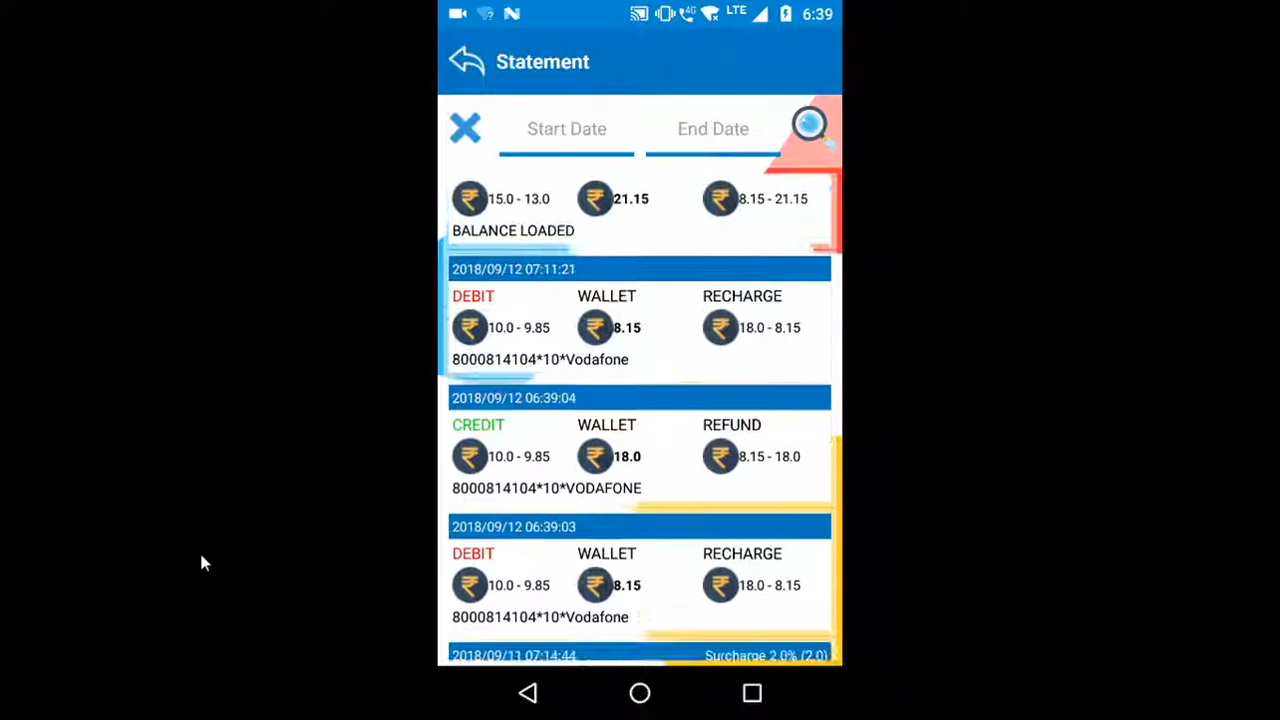 4G LTE 6:39
Statement
Start Date End Date
15.0 - 13.0 21.15 8.15 - 21.15
BALANCE LOADED
2018/09/12 07:11:21
DEBIT WALLET RECHARGE
10.0 - 9.85 8.15 18.0 - 8.15
8000814104*10*Vodafone
2018/09/12 06:39:04
CREDIT WALLET REFUND
10.0 - 9.85 18.0 8.15 - 18.0
8000814104*10*VODAFONE
2018/09/12 06:39:03
DEBIT WALLET RECHARGE
10.0 - 9.85 8.15 18.0 - 8.15
8000814104*10*Vodafone
2018/09/11 07:14:44 Surcharge 2.0% (2.0)